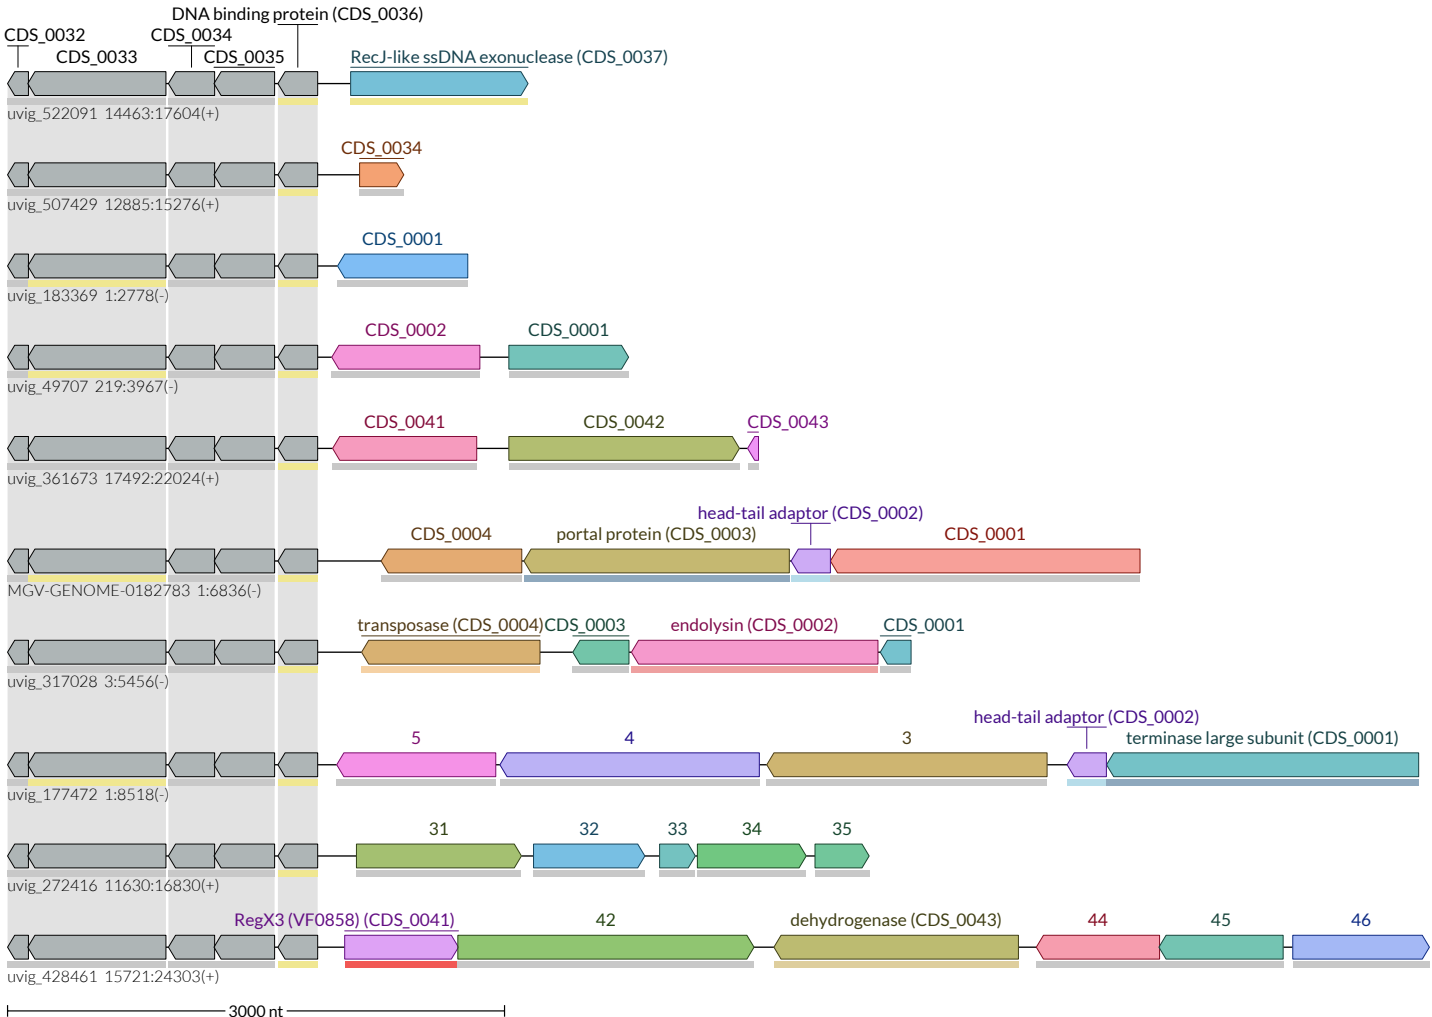 DNA binding protein (CDS_0036)
CDS_0032 CDS_0034
CDS_0033 CDS_0035 RecJ-like ssDNA exonuclease (CDS_0037)
uvig_522091 14463:17604(+)
CDS_0034
uvig_507429 12885:15276(+)
CDS_0001
uvig_183369 1:2778(-)
CDS_0002 CDS_0001
uvig_49707 219:3967(-)
CDS_0041 CDS_0042 CDS_0043
uvig_361673 17492:22024(+)
head-tail adaptor (CDS_0002)
CDS_0004 portal protein (CDS_0003) CDS_0001
MGV-GENOME-0182783 1:6836(-)
transposase (CDS_0004) CDS_0003 endolysin (CDS_0002) CDS_0001
uvig_317028 3:5456(-)
head-tail adaptor (CDS_0002)
5 4 3 terminase large subunit (CDS_0001)
uvig_177472 1:8518(-)
31 32 33 34 35
uvig_272416 11630:16830(+)
RegX3 (VF0858) (CDS_0041) 42 dehydrogenase (CDS_0043) 44 45 46
uvig_428461 15721:24303(+)
3000 nt